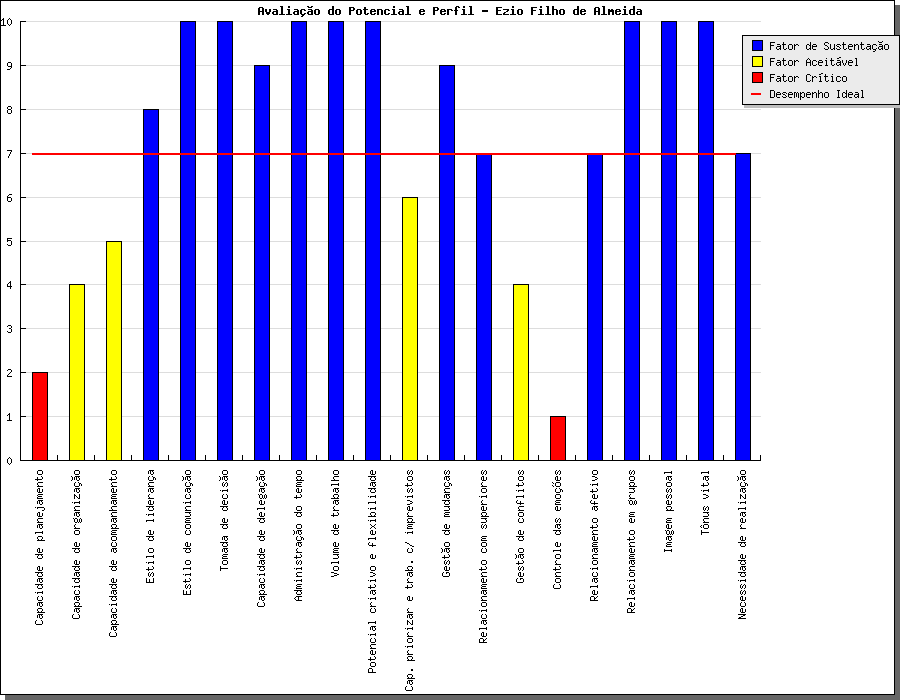 Avaliação do Potencial e Perfil - Ezio Filho de Almeida
Fator de Sustentação
Fator Aceitável
Fator Crítico
Desempenho Ideal
10
9
8
7
6
5
4
3
2
1
0
Capacidade de planejamento
Capacidade de organização
Capacidade de acompanhamento
Estilo de liderança
Estilo de comunicação
Tomada de decisão
Capacidade de delegação
Administração do tempo
Volume de trabalho
Potencial criativo e flexibilidade
Cap. priorizar e trab. c/ imprevistos
Gestão de mudanças
Relacionamento com superiores
Gestão de conflitos
Controle das emoções
Relacionamento afetivo
Relacionamento em grupos
Imagem pessoal
Tônus vital
Necessidade de realização